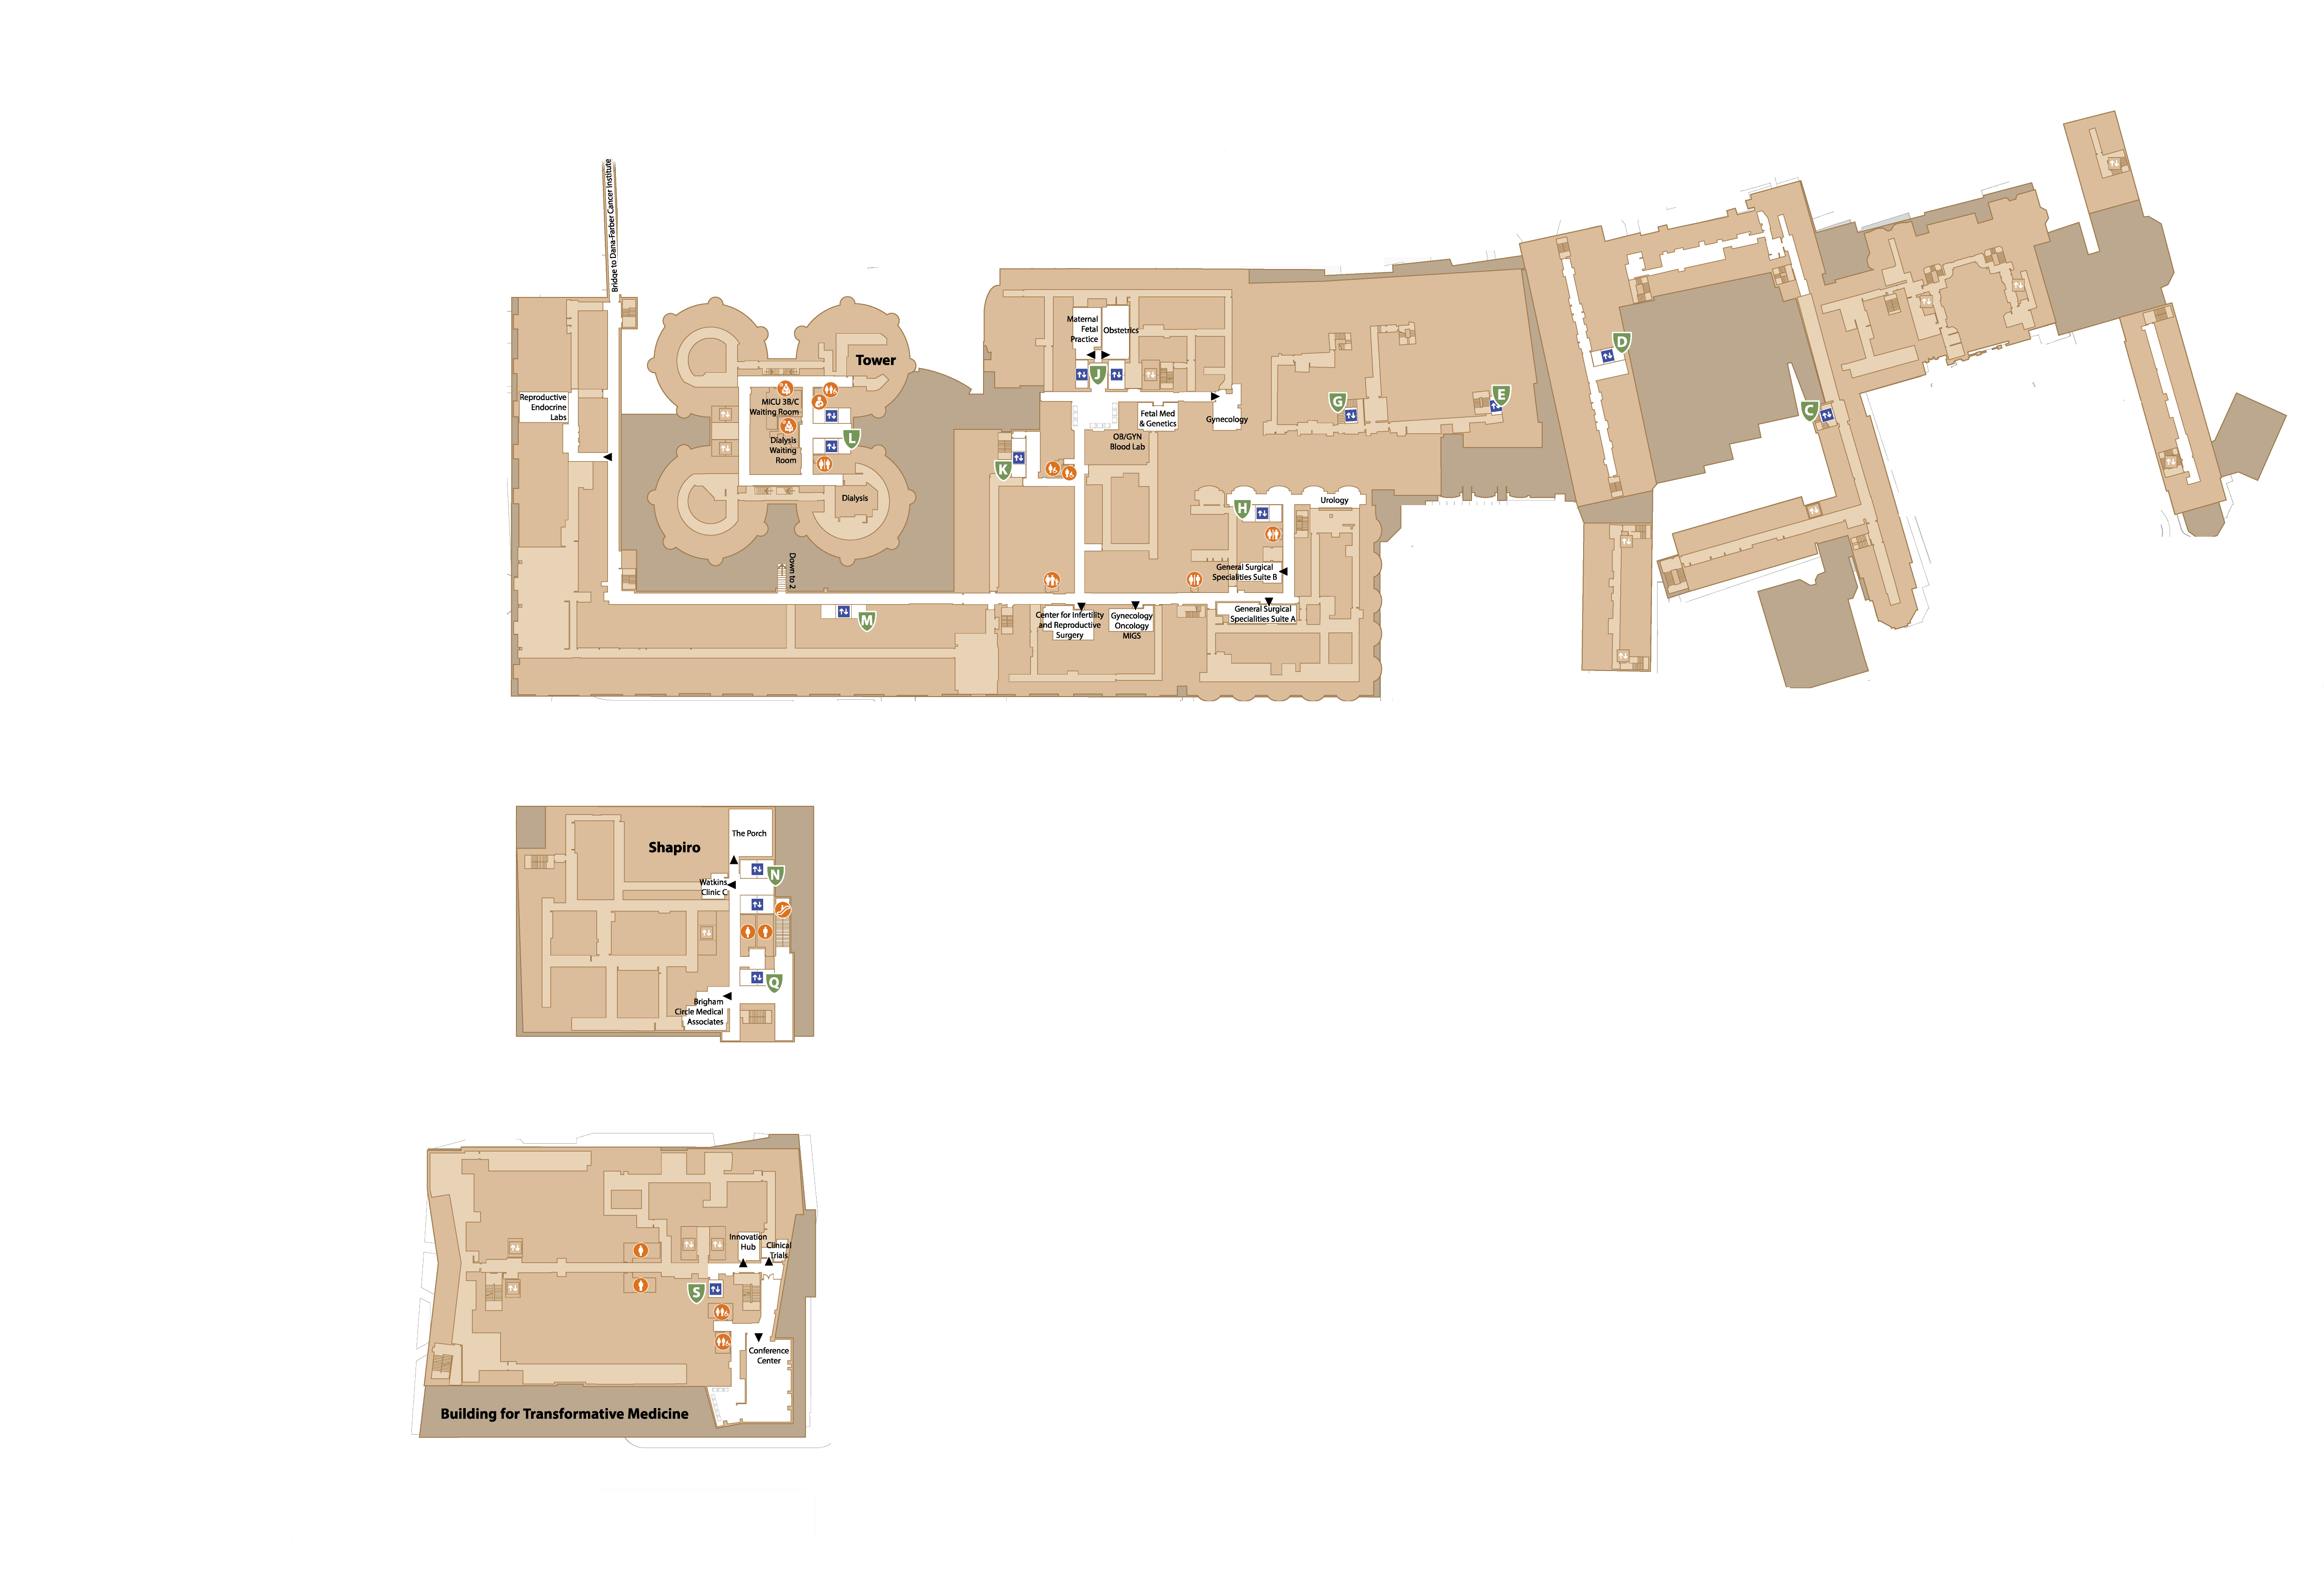 Bridge to Dana-Farber Cancer Institute
Tower
MICU 3B/C
Waiting Room
Dialysis
Waiting
Room
L
Dialysis
Down to 2
Reproductive
Endocrine
Labs
M
Maternal
Fetal
Practice
Obstetrics
J
Fetal Med
& Genetics
Gynecology
OB/GYN
Blood Lab
K
G
E
D
C
H
Urology
General Surgical
Specialities Suite B
General Surgical
Specialities Suite A
Center for Infertility
and Reproductive
Surgery
Gynecology
Oncology
MIGS
Shapiro
The Porch
N
Watkins
Clinic C
Q
Brigham
Circle Medical
Associates
Innovation
Hub
Clinical
Trials
S
Conference
Center
Building for Transformative Medicine